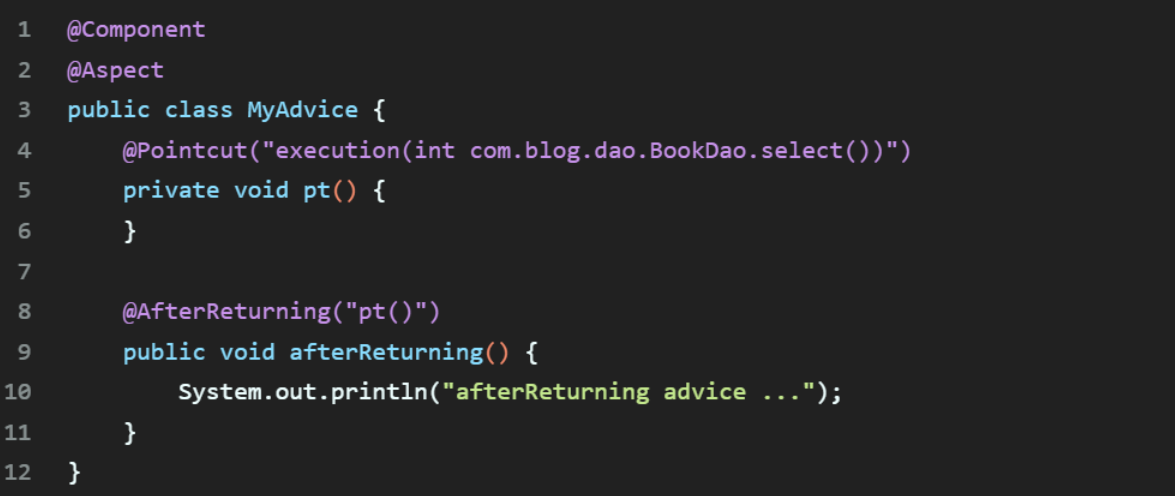 1 @Component
2 @Aspect
3 public class MyAdvice {
4     @Pointcut("execution(int com.blog.dao.BookDao.select())")
5     private void pt() {
6     }
7
8     @AfterReturning("pt()")
9     public void afterReturning() {
10         System.out.println("afterReturning advice ...");
11     }
12 }